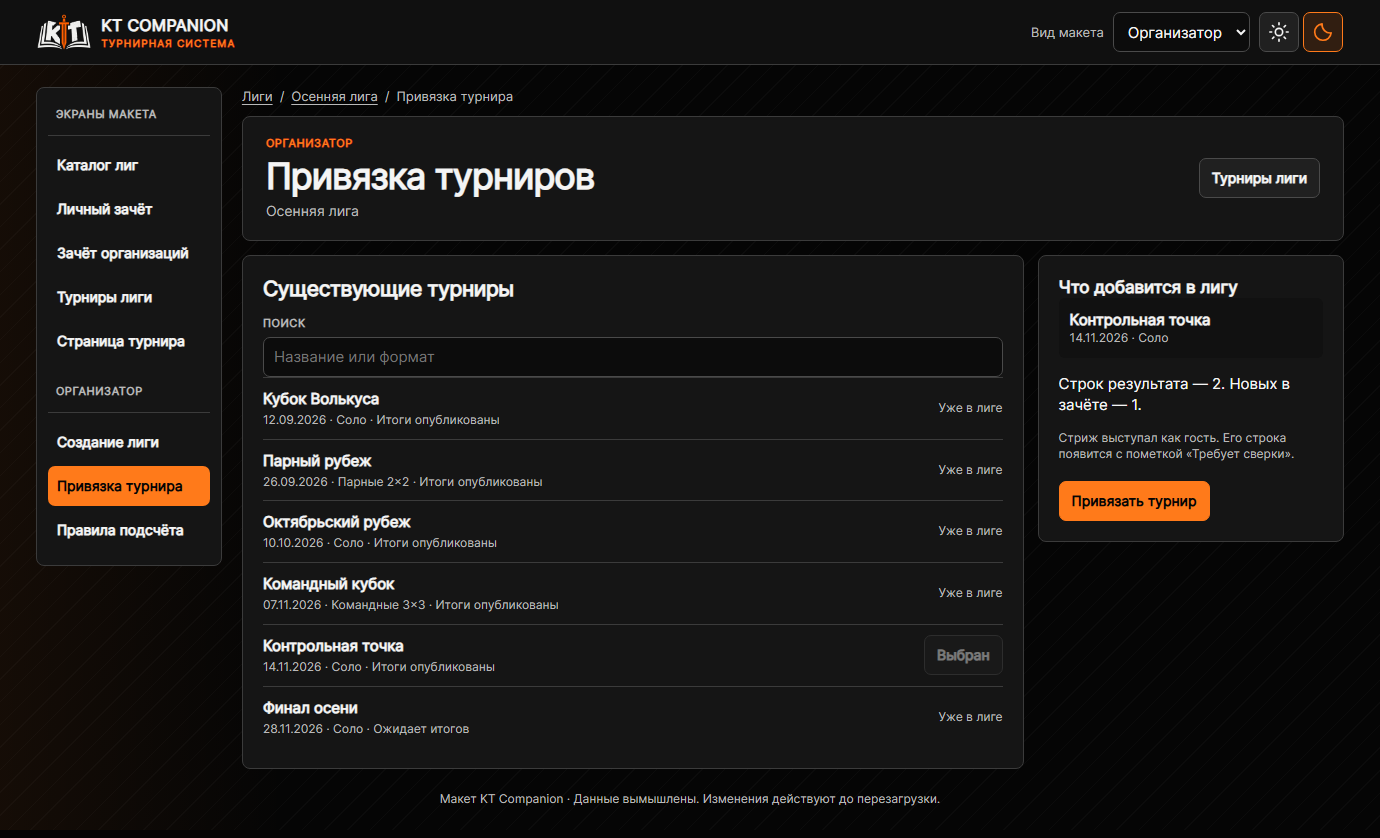 KT
KT COMPANION
ТУРНИРНАЯ СИСТЕМА
Вид макета
Организатор
ЭКРАНЫ МАКЕТА
Каталог лиг
Личный зачёт
Зачёт организаций
Турниры лиги
Страница турнира
ОРГАНИЗАТОР
Создание лиги
Привязка турнира
Правила подсчёта
Лиги / Осенняя лига / Привязка турнира
ОРГАНИЗАТОР
Привязка турниров
Осенняя лига
Турниры лиги
Существующие турниры
ПОИСК
Название или формат
Кубок Волькуса
12.09.2026 · Соло · Итоги опубликованы
Уже в лиге
Парный рубеж
26.09.2026 · Парные 2×2 · Итоги опубликованы
Уже в лиге
Октябрьский рубеж
10.10.2026 · Соло · Итоги опубликованы
Уже в лиге
Командный кубок
07.11.2026 · Командные 3×3 · Итоги опубликованы
Уже в лиге
Контрольная точка
14.11.2026 · Соло · Итоги опубликованы
Выбран
Финал осени
28.11.2026 · Соло · Ожидает итогов
Уже в лиге
Что добавится в лигу
Контрольная точка
14.11.2026 · Соло
Строк результата — 2. Новых в
зачёте — 1.
Стриж выступал как гость. Его строка
появится с пометкой «Требует сверки».
Привязать турнир
Макет KT Companion · Данные вымышлены. Изменения действуют до перезагрузки.